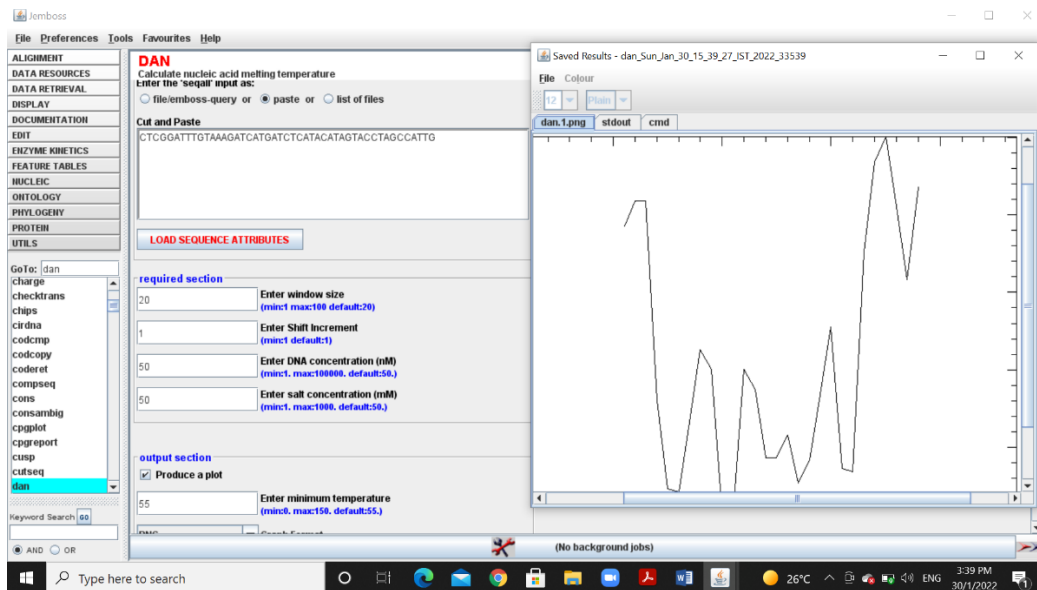 Jemboss
File Preferences Tools Favourites Help
ALIGNMENT
DATA RESOURCES
DATA RETRIEVAL
DISPLAY
DOCUMENTATION
EDIT
ENZYME KINETICS
FEATURE TABLES
NUCLEIC
ONTOLOGY
PHYLOGENY
PROTEIN
UTILS
GoTo: dan
charge
checktrans
chips
cirdna
codcmp
codcopy
coderet
compseq
cons
consambig
cpgplot
cpgreport
cusp
cutseq
dan
Keyword Search GO
AND OR
DAN
Calculate nucleic acid melting temperature
Enter the 'seqall' input as:
file/emboss-query or paste or list of files
Cut and Paste
CTCGGATTTGTAAAGATCATGATCTCATACATAGTACCTAGCCATTG
LOAD SEQUENCE ATTRIBUTES
required section
20 Enter window size
(min:1 max:100 default:20)
1 Enter Shift Increment
(min:1 default:1)
50 Enter DNA concentration (nM)
(min:1. max:100000. default:50.)
50 Enter salt concentration (mM)
(min:1. max:1000. default:50.)
output section
Produce a plot
55 Enter minimum temperature
(min:0. max:150. default:55.)
Saved Results - dan_Sun_Jan_30_15_39_27_IST_2022_33539
File Colour
12 Plain
dan.1.png stdout cmd
(No background jobs)
Type here to search
26°C ENG
3:39 PM
30/1/2022